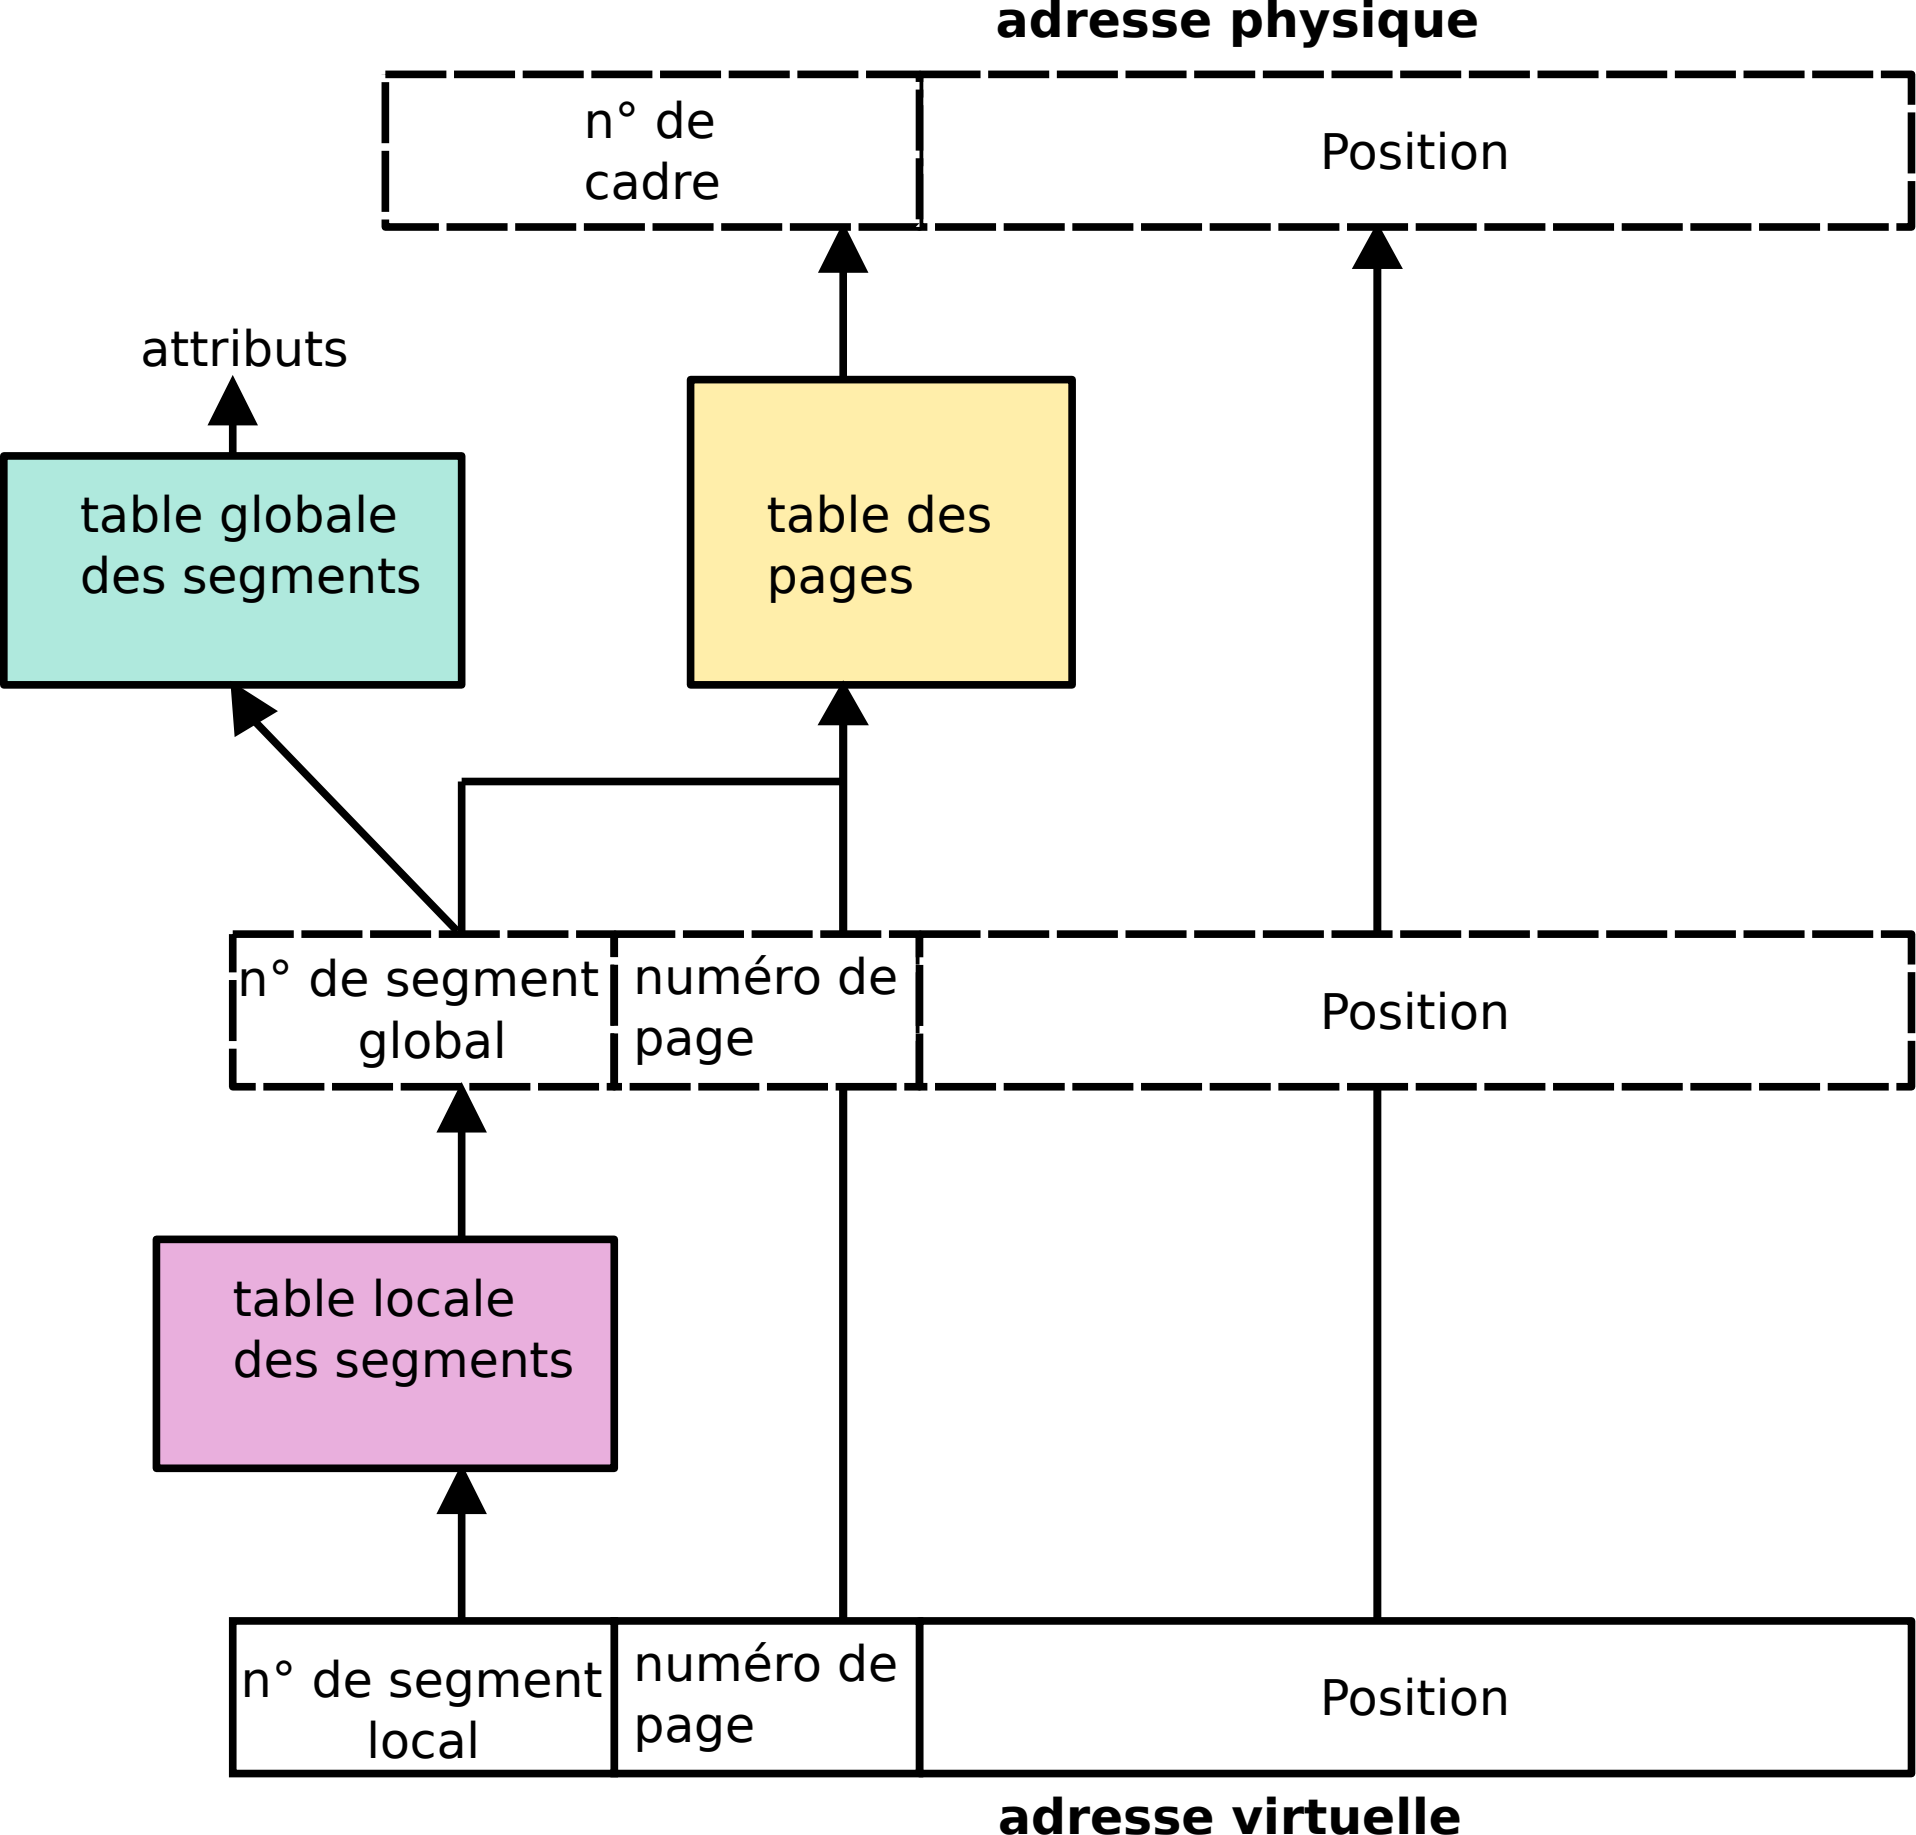 adresse physique
n° de
cadre
Position
attributs
table globale
des segments
table des
pages
n° de segment
global
numéro de
page
Position
table locale
des segments
n° de segment
local
numéro de
page
Position
adresse virtuelle